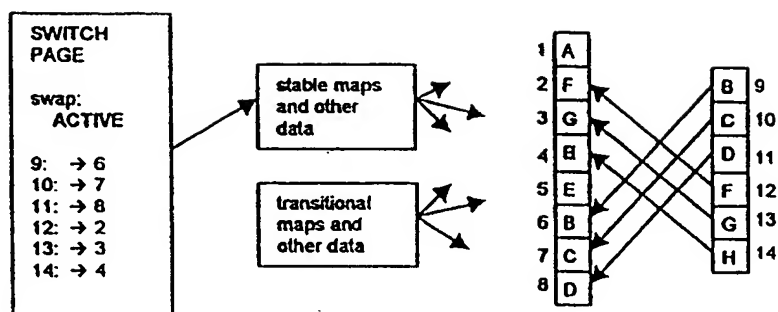 SWITCH
PAGE
swap:
ACTIVE
9: → 6
10: → 7
11: → 8
12: → 2
13: → 3
14: → 4
stable maps
and other
data
transitional
maps and
other data
1 A
2 F
3 G
4
5 E
6 B
7 C
8 D
B 9
C 10
D 11
F 12
G 13
H 14